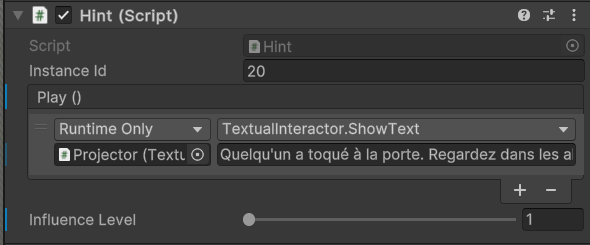 Hint (Script)
Script Hint
Instance Id 20
Play ()
Runtime Only TextualInteractor.ShowText
Projector (Textu Quelqu'un a toqué à la porte. Regardez dans les a
Influence Level 1